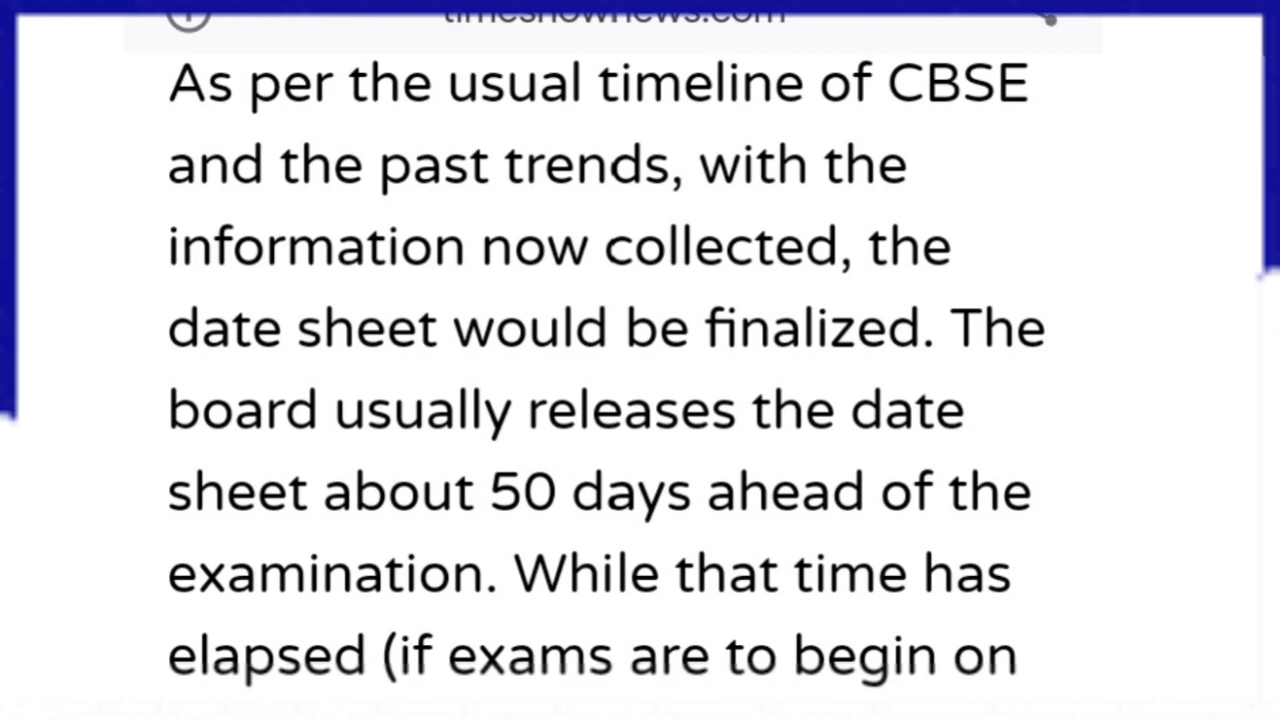 timesnownews.com
As per the usual timeline of CBSE
and the past trends, with the
information now collected, the
date sheet would be finalized. The
board usually releases the date
sheet about 50 days ahead of the
examination. While that time has
elapsed (if exams are to begin on